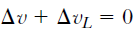 Δv + Δv_L = 0